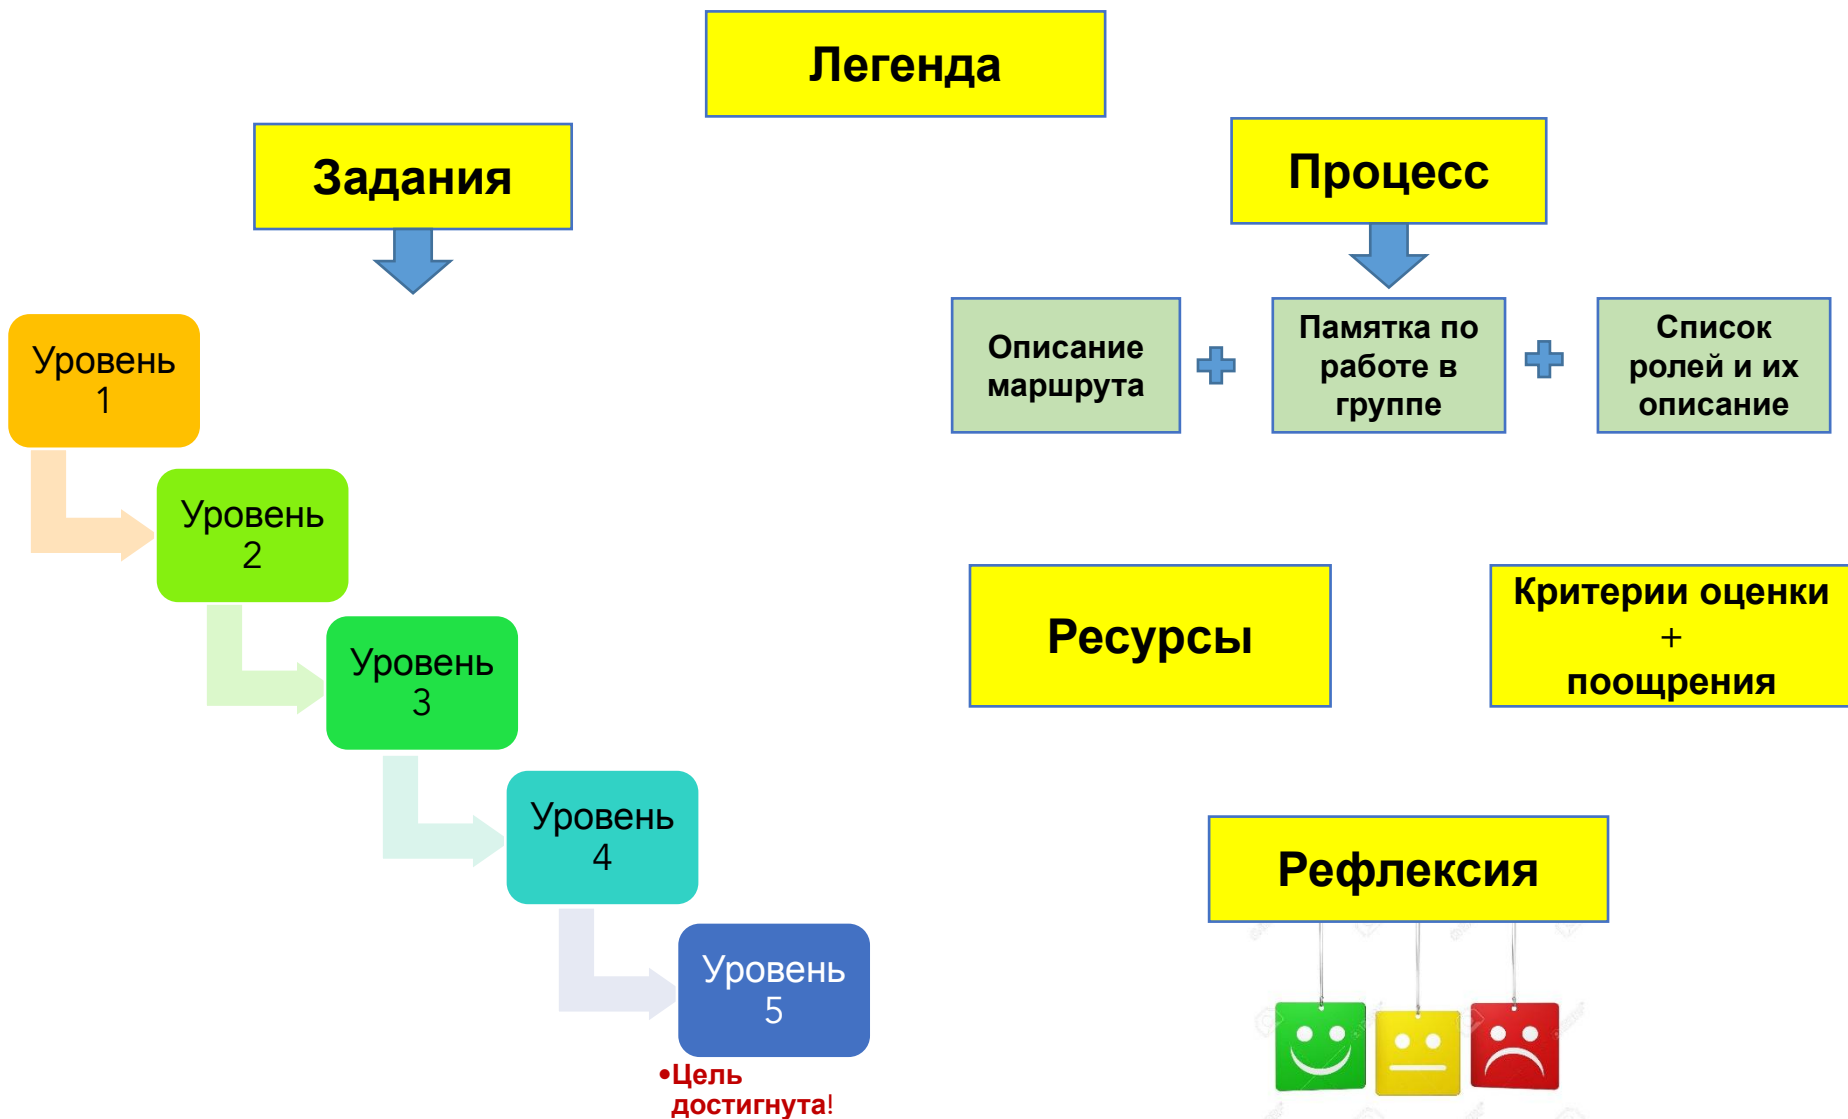 Легенда
Задания
Процесс
Описание
маршрута
Памятка по
работе в
группе
Список
ролей и их
описание
Уровень
1
Уровень
2
Уровень
3
Уровень
4
Уровень
5
•Цель
достигнута!
Ресурсы
Критерии оценки
+
поощрения
Рефлексия